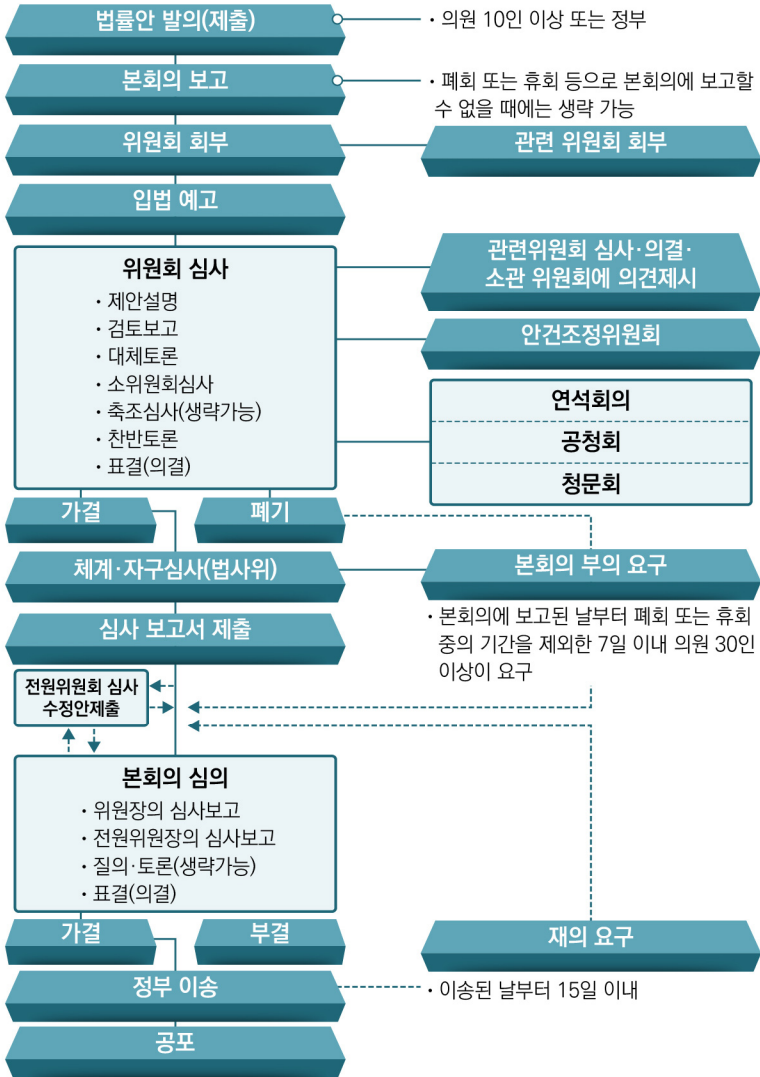 법률안 발의(제출)
· 의원 10인 이상 또는 정부
본회의 보고
· 폐회 또는 휴회 등으로 본회의에 보고할
수 없을 때에는 생략 가능
위원회 회부
관련 위원회 회부
입법 예고
위원회 심사
· 제안설명
· 검토보고
· 대체토론
· 소위원회심사
· 축조심사(생략가능)
· 찬반토론
· 표결(의결)
관련위원회 심사·의결·
소관 위원회에 의견제시
안건조정위원회
연석회의
공청회
청문회
가결
폐기
체계·자구심사(법사위)
본회의 부의 요구
· 본회의에 보고된 날부터 폐회 또는 휴회
중의 기간을 제외한 7일 이내 의원 30인
이상이 요구
심사 보고서 제출
전원위원회 심사
수정안제출
본회의 심의
· 위원장의 심사보고
· 전원위원장의 심사보고
· 질의·토론(생략가능)
· 표결(의결)
가결
부결
재의 요구
정부 이송
· 이송된 날부터 15일 이내
공포